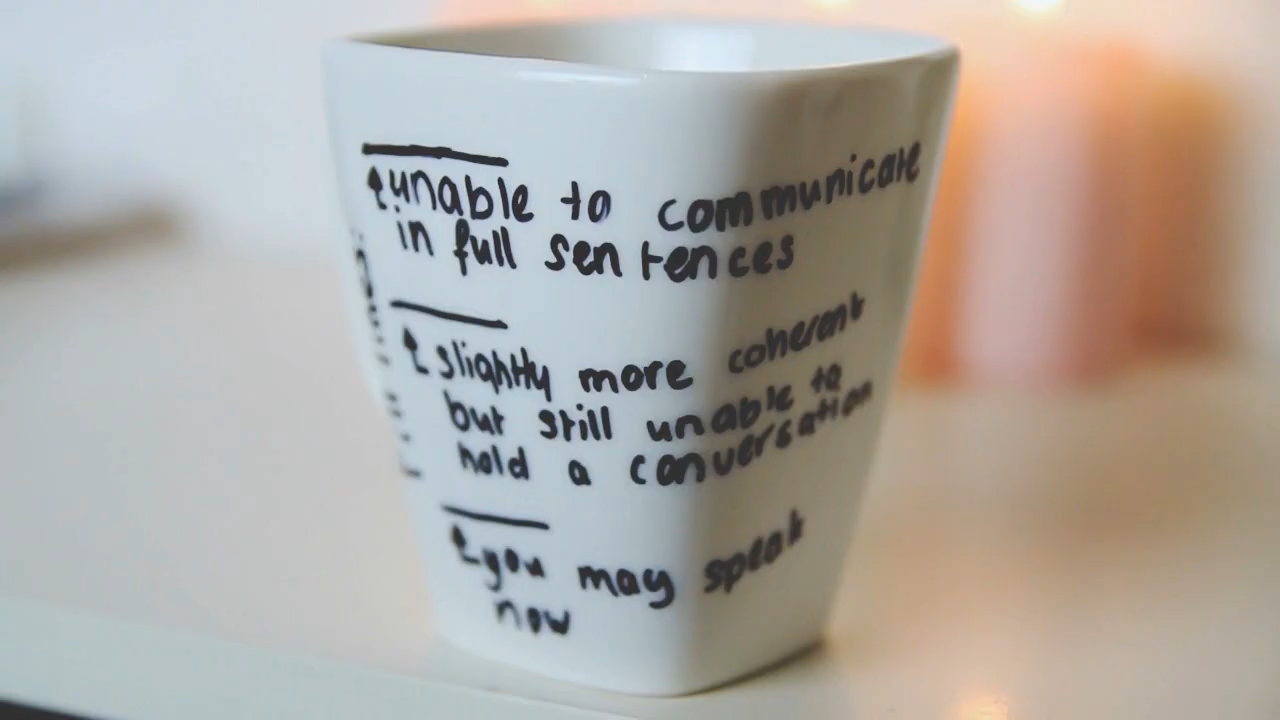 unable to communicate
in full sentences
slightly more coherent
but still unable to
hold a conversation
you may speak
now